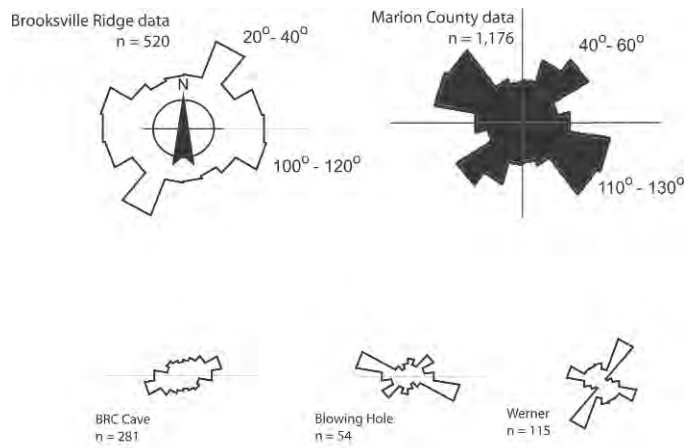 Brooksville Ridge data
n = 520
20° - 40°
N
100° - 120°
Marion County data
n = 1,176
40° - 60°
110° - 130°
BRC Cave
n = 281
Blowing Hole
n = 54
Werner
n = 115